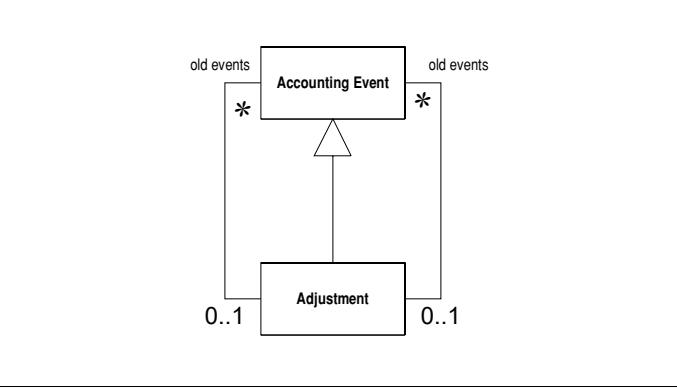 old events
old events
Accounting Event
*
*
Adjustment
0..1
0..1